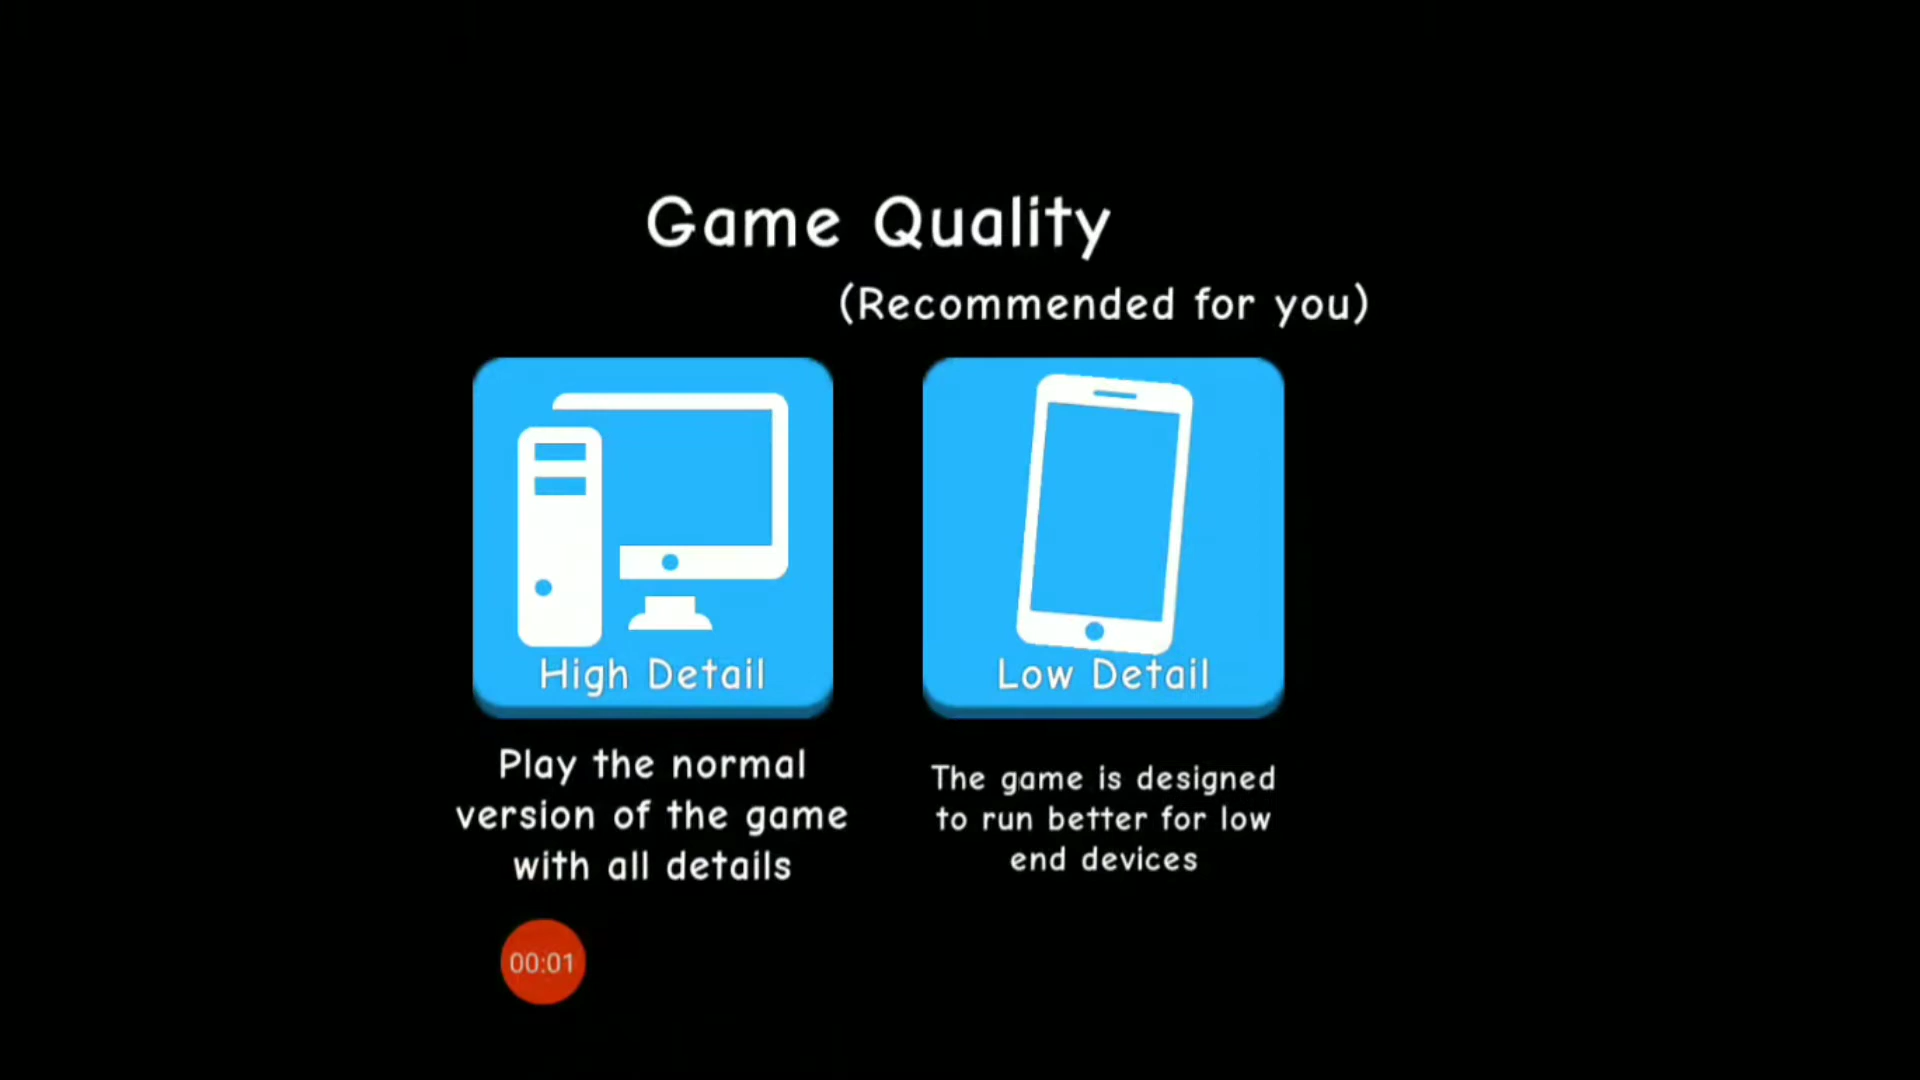 Game Quality
(Recommended for you)
High Detail
Low Detail
Play the normal
version of the game
with all details
The game is designed
to run better for low
end devices
00:01